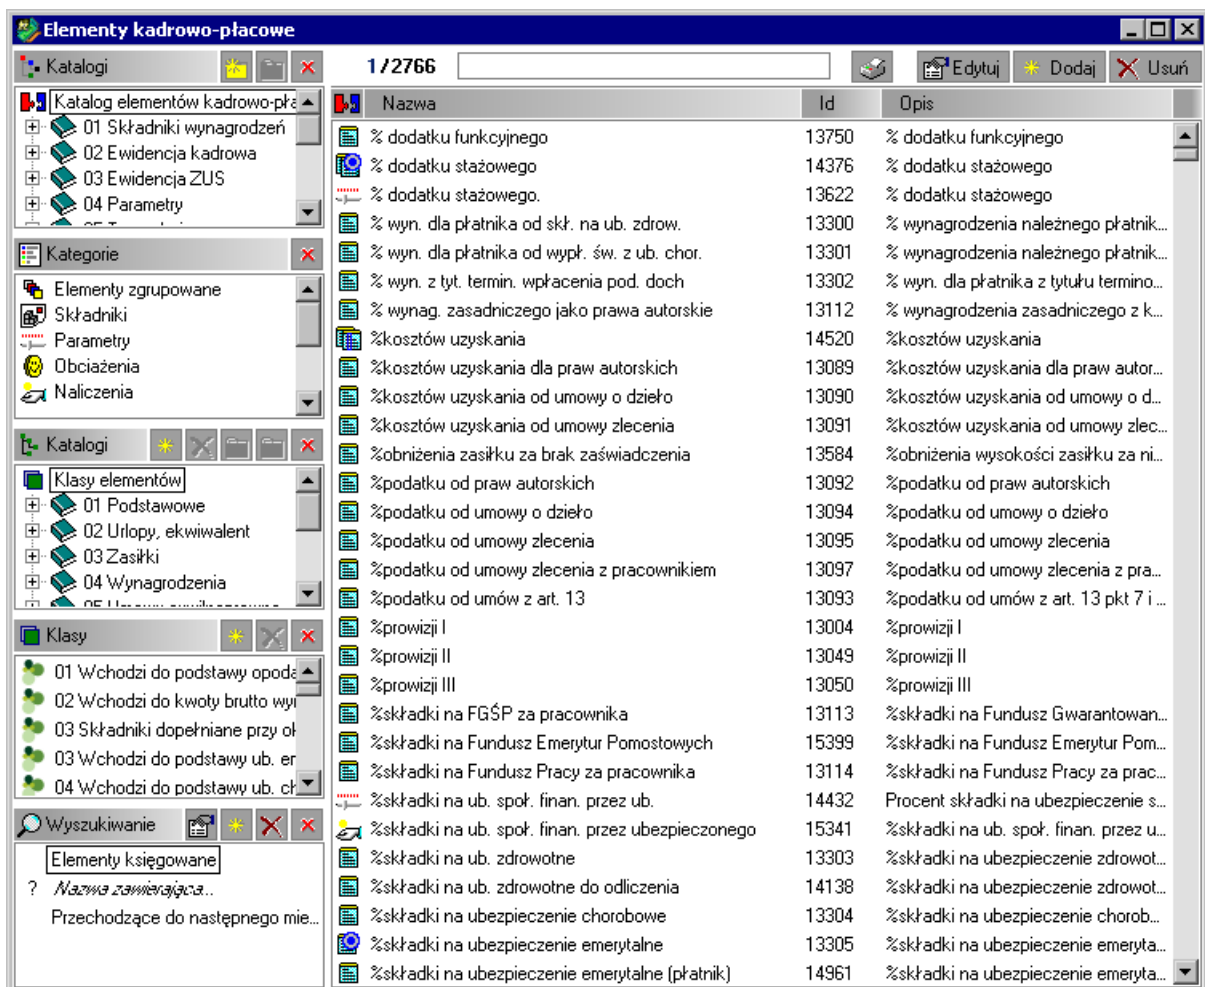 Elementy kadrowo-płacowe
Katalogi
Katalog elementów kadrowo-pła
01 Składniki wynagrodzeń
02 Ewidencja kadrowa
03 Ewidencja ZUS
04 Parametry
Kategorie
Elementy zgrupowane
Składniki
Parametry
Obciażenia
Naliczenia
Katalogi
Klasy elementów
01 Podstawowe
02 Urlopy, ekwiwalent
03 Zasiłki
04 Wynagrodzenia
Klasy
01 Wchodzi do podstawy opoda
02 Wchodzi do kwoty brutto wyi
03 Składniki dopełniane przy ok
03 Wchodzi do podstawy ub. er
04 Wchodzi do podstawy ub. ch
Wyszukiwanie
Elementy księgowane
? Nazwa zawierająca...
Przechodzące do następnego mie...
1/2766 Edytuj Dodaj Usuń
Nazwa Id Opis
% dodatku funkcyjnego 13750 % dodatku funkcyjnego
% dodatku stażowego 14376 % dodatku stażowego
% dodatku stażowego. 13622 % dodatku stażowego
% wyn. dla płatnika od skł. na ub. zdrow. 13300 % wynagrodzenia należnego płatnik...
% wyn. dla płatnika od wypł. św. z ub. chor. 13301 % wynagrodzenia należnego płatnik...
% wyn. z tyt. termin. wpłacenia pod. doch 13302 % wyn. dla płatnika z tytułu termino...
% wynag. zasadniczego jako prawa autorskie 13112 % wynagrodzenia zasadniczego z k...
%kosztów uzyskania 14520 %kosztów uzyskania
%kosztów uzyskania dla praw autorskich 13089 %kosztów uzyskania dla praw autor...
%kosztów uzyskania od umowy o dzieło 13090 %kosztów uzyskania od umowy o d...
%kosztów uzyskania od umowy zlecenia 13091 %kosztów uzyskania od umowy zlec...
%obniżenia zasiłku za brak zaświadczenia 13584 %obniżenia wysokości zasiłku za ni...
%podatku od praw autorskich 13092 %podatku od praw autorskich
%podatku od umowy o dzieło 13094 %podatku od umowy o dzieło
%podatku od umowy zlecenia 13095 %podatku od umowy zlecenia
%podatku od umowy zlecenia z pracownikiem 13097 %podatku od umowy zlecenia z pra...
%podatku od umów z art. 13 13093 %podatku od umów z art. 13 pkt 7 i ...
%prowizji I 13004 %prowizji I
%prowizji II 13049 %prowizji II
%prowizji III 13050 %prowizji III
%składki na FGŚP za pracownika 13113 %składki na Fundusz Gwarantowan...
%składki na Fundusz Emerytur Pomostowych 15399 %składki na Fundusz Emerytur Pom...
%składki na Fundusz Pracy za pracownika 13114 %składki na Fundusz Pracy za prac...
%składki na ub. społ. finan. przez ub. 14432 Procent składki na ubezpieczenie s...
%składki na ub. społ. finan. przez ubezpieczonego 15341 %składki na ub. społ. finan. przez u...
%składki na ub. zdrowotne 13303 %składki na ubezpieczenie zdrowot...
%składki na ub. zdrowotne do odliczenia 14138 %składki na ubezpieczenie zdrowot...
%składki na ubezpieczenie chorobowe 13304 %składki na ubezpieczenie chorob...
%składki na ubezpieczenie emerytalne 13305 %składki na ubezpieczenie emeryta...
%składki na ubezpieczenie emerytalne (płatnik) 14961 %składki na ubezpieczenie emeryta...